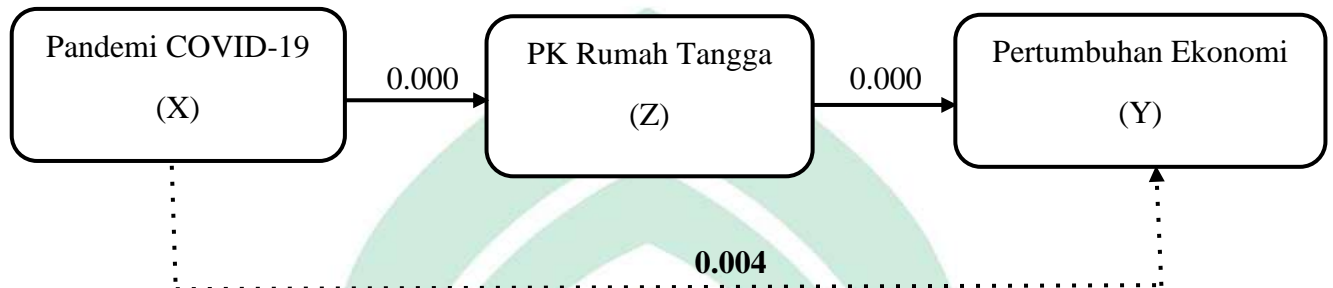 Pandemi COVID-19
(X)
0.000
PK Rumah Tangga
(Z)
0.000
Pertumbuhan Ekonomi
(Y)
0.004